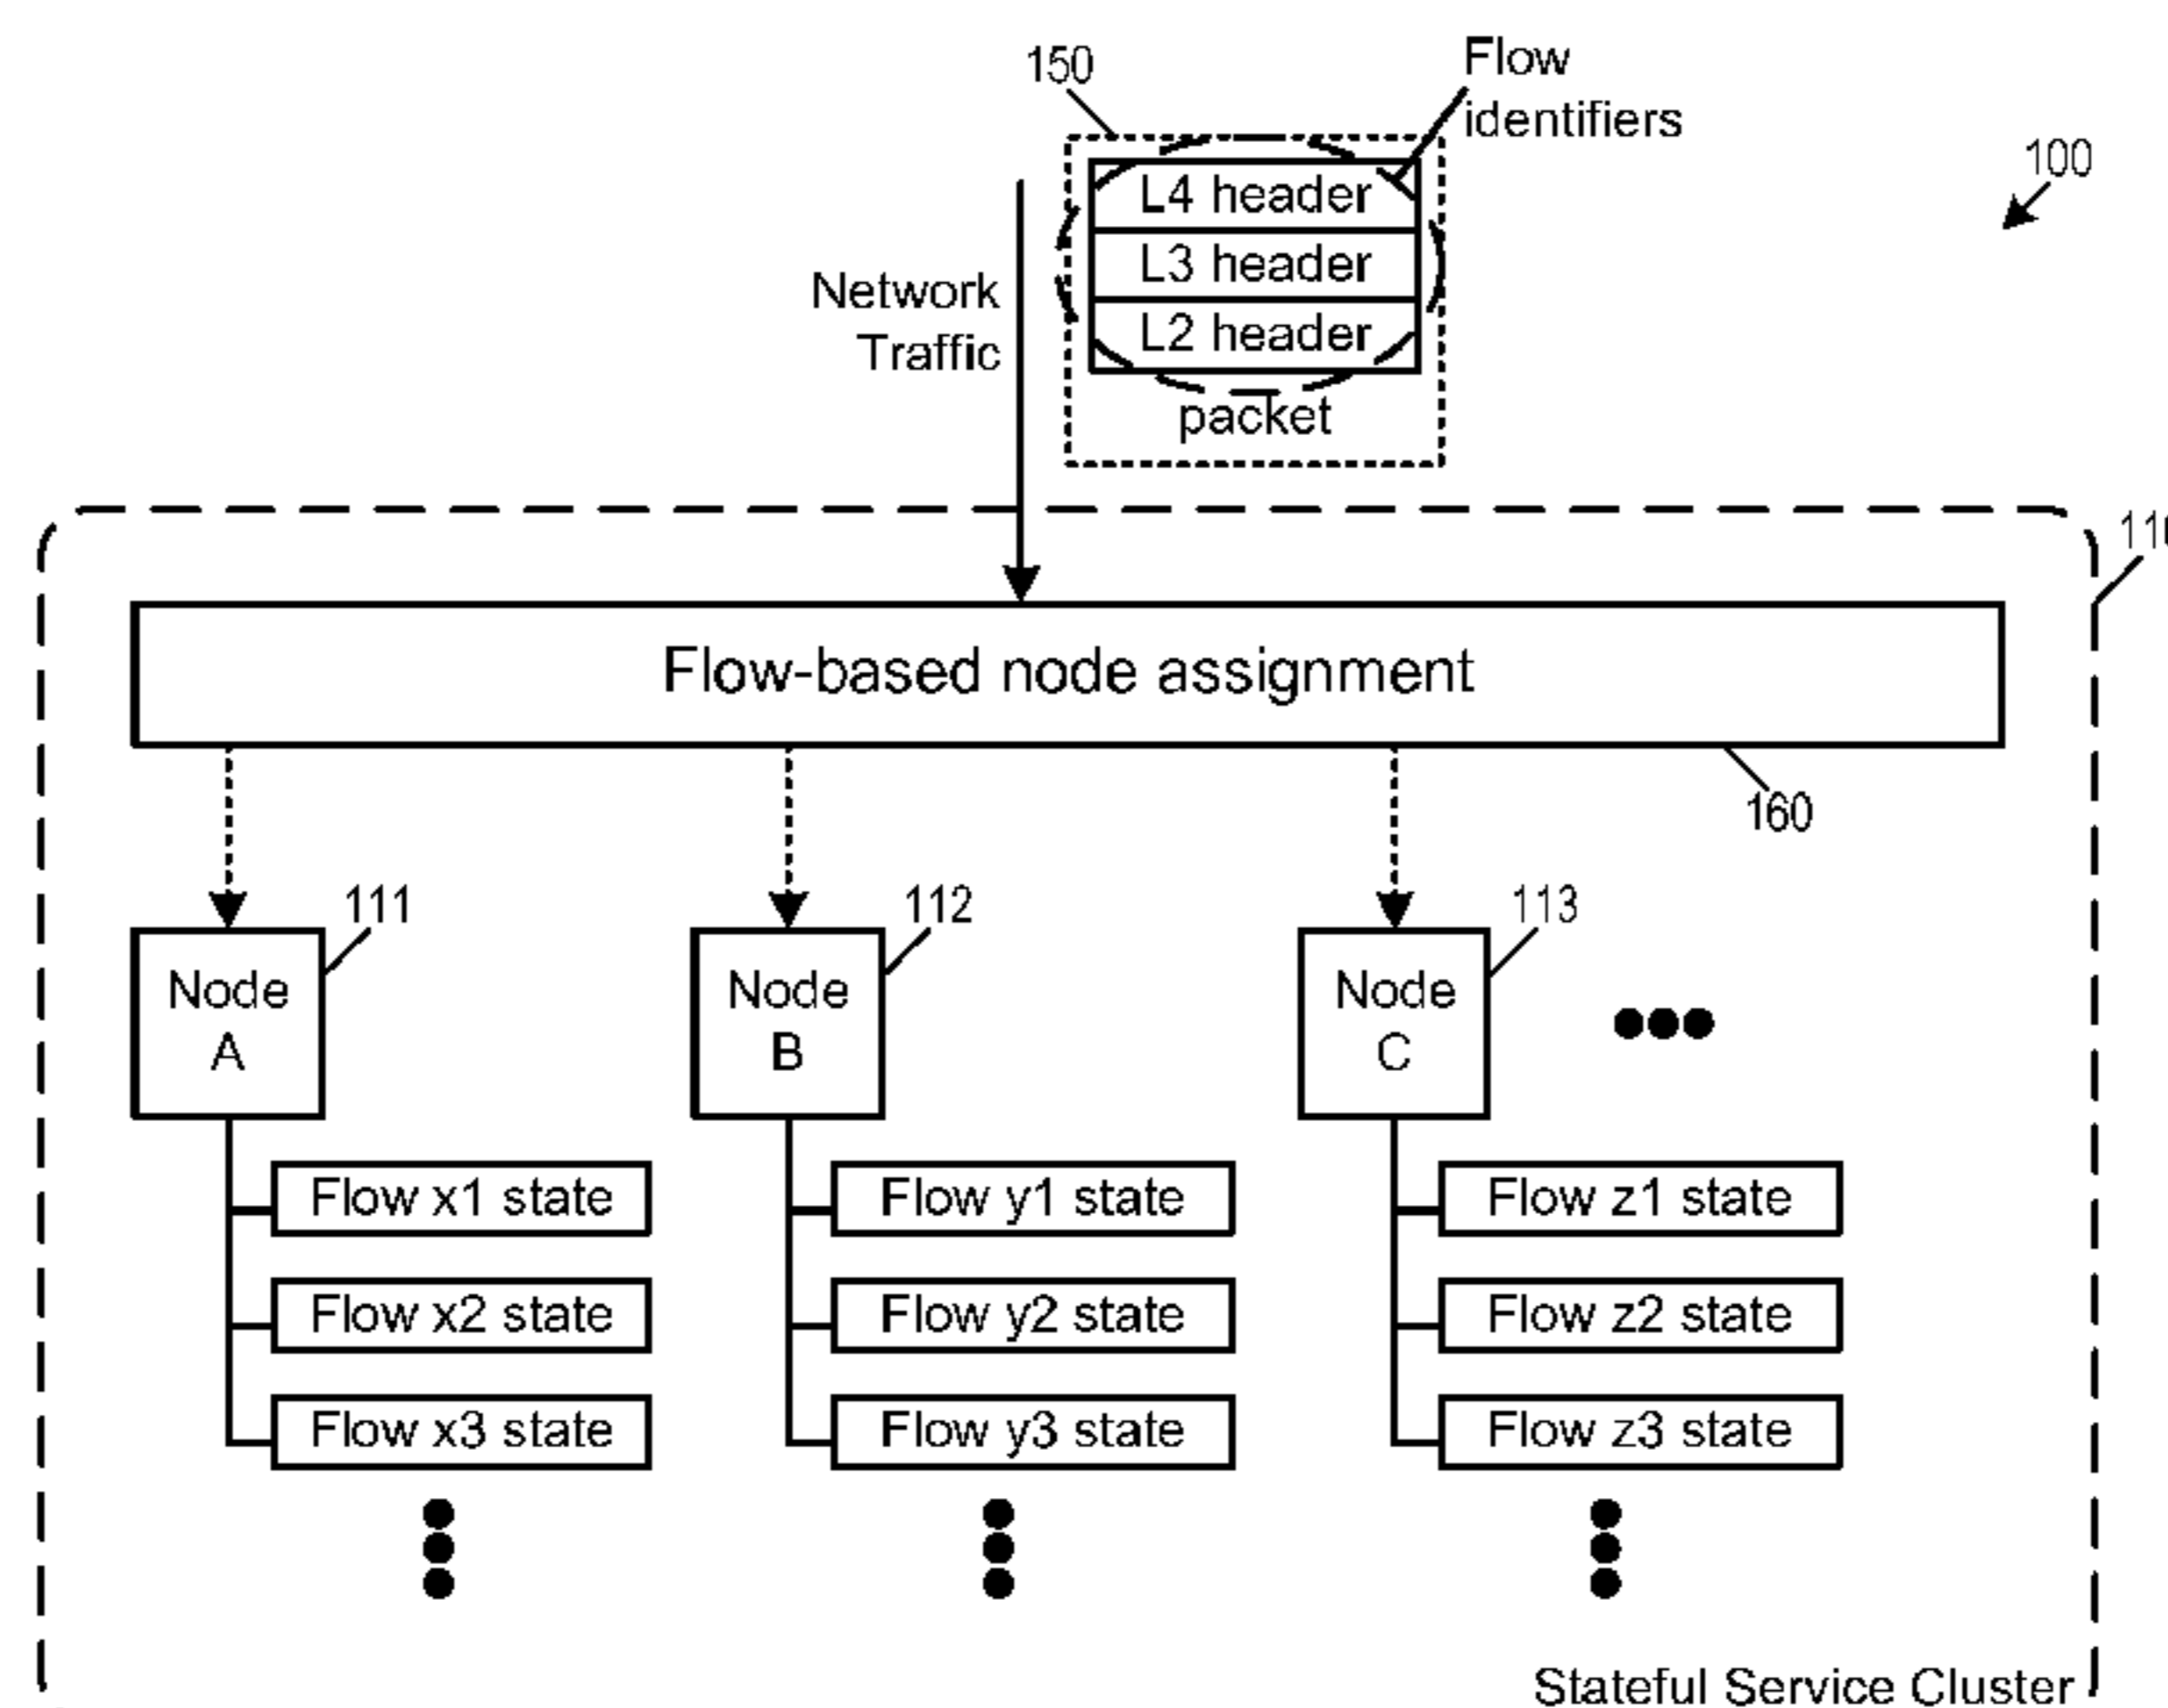 150
Flow
identifiers
100
L4 header
L3 header
L2 header
packet
Network
Traffic
Flow-based node assignment
160
111
112
113
Node
A
Node
B
Node
C
Flow x1 state
Flow y1 state
Flow z1 state
Flow x2 state
Flow y2 state
Flow z2 state
Flow x3 state
Flow y3 state
Flow z3 state
Stateful Service Cluster